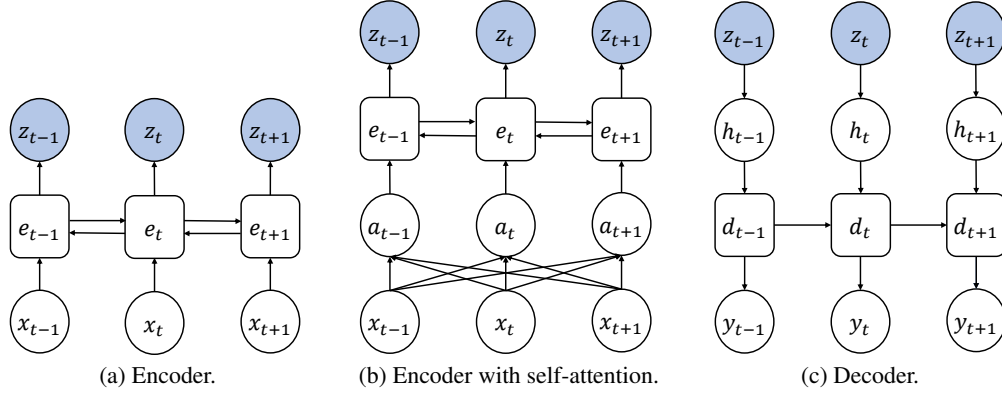 z_{t-1} z_t z_{t+1}
e_{t-1} e_t e_{t+1}
x_{t-1} x_t x_{t+1}
(a) Encoder.
z_{t-1} z_t z_{t+1}
e_{t-1} e_t e_{t+1}
a_{t-1} a_t a_{t+1}
x_{t-1} x_t x_{t+1}
(b) Encoder with self-attention.
z_{t-1} z_t z_{t+1}
h_{t-1} h_t h_{t+1}
d_{t-1} d_t d_{t+1}
y_{t-1} y_t y_{t+1}
(c) Decoder.